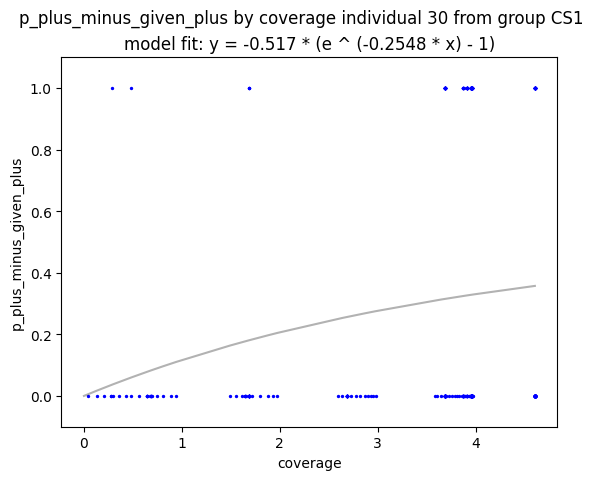 p_plus_minus_given_plus by coverage individual 30 from group CS1
model fit: y = -0.517 * (e ^ (-0.2548 * x) - 1)
p_plus_minus_given_plus
1.0
0.8
0.6
0.4
0.2
0.0
0 1 2 3 4
coverage